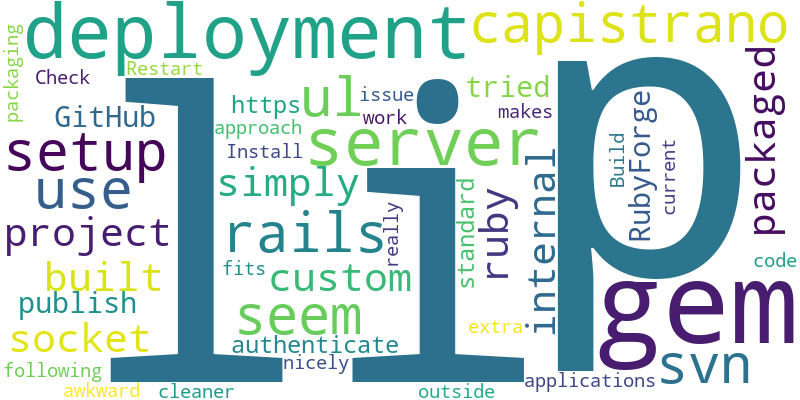 deployment
capistrano
packaging
Check
Restart
li
p
GitHub
https
ul
issue
tried
work
makes
approach
setup
Install
server
Build
RubyForge
current
packaged
use
simply
project
rails
really
standard
ruby
internal
built
fits
custom
code
publish
seem
gem
socket
authenticate
extra
svn
following
nicely
applications
awkward
cleaner
outside